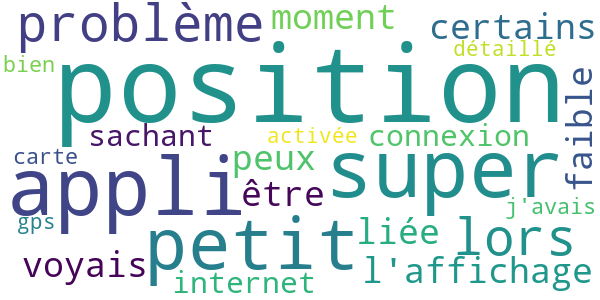 problème moment certains
détaillé
bien position
sachant activée connexion faible
carte appli peux super
être
j'avais
gps petit liée lors
voyais internet l'affichage